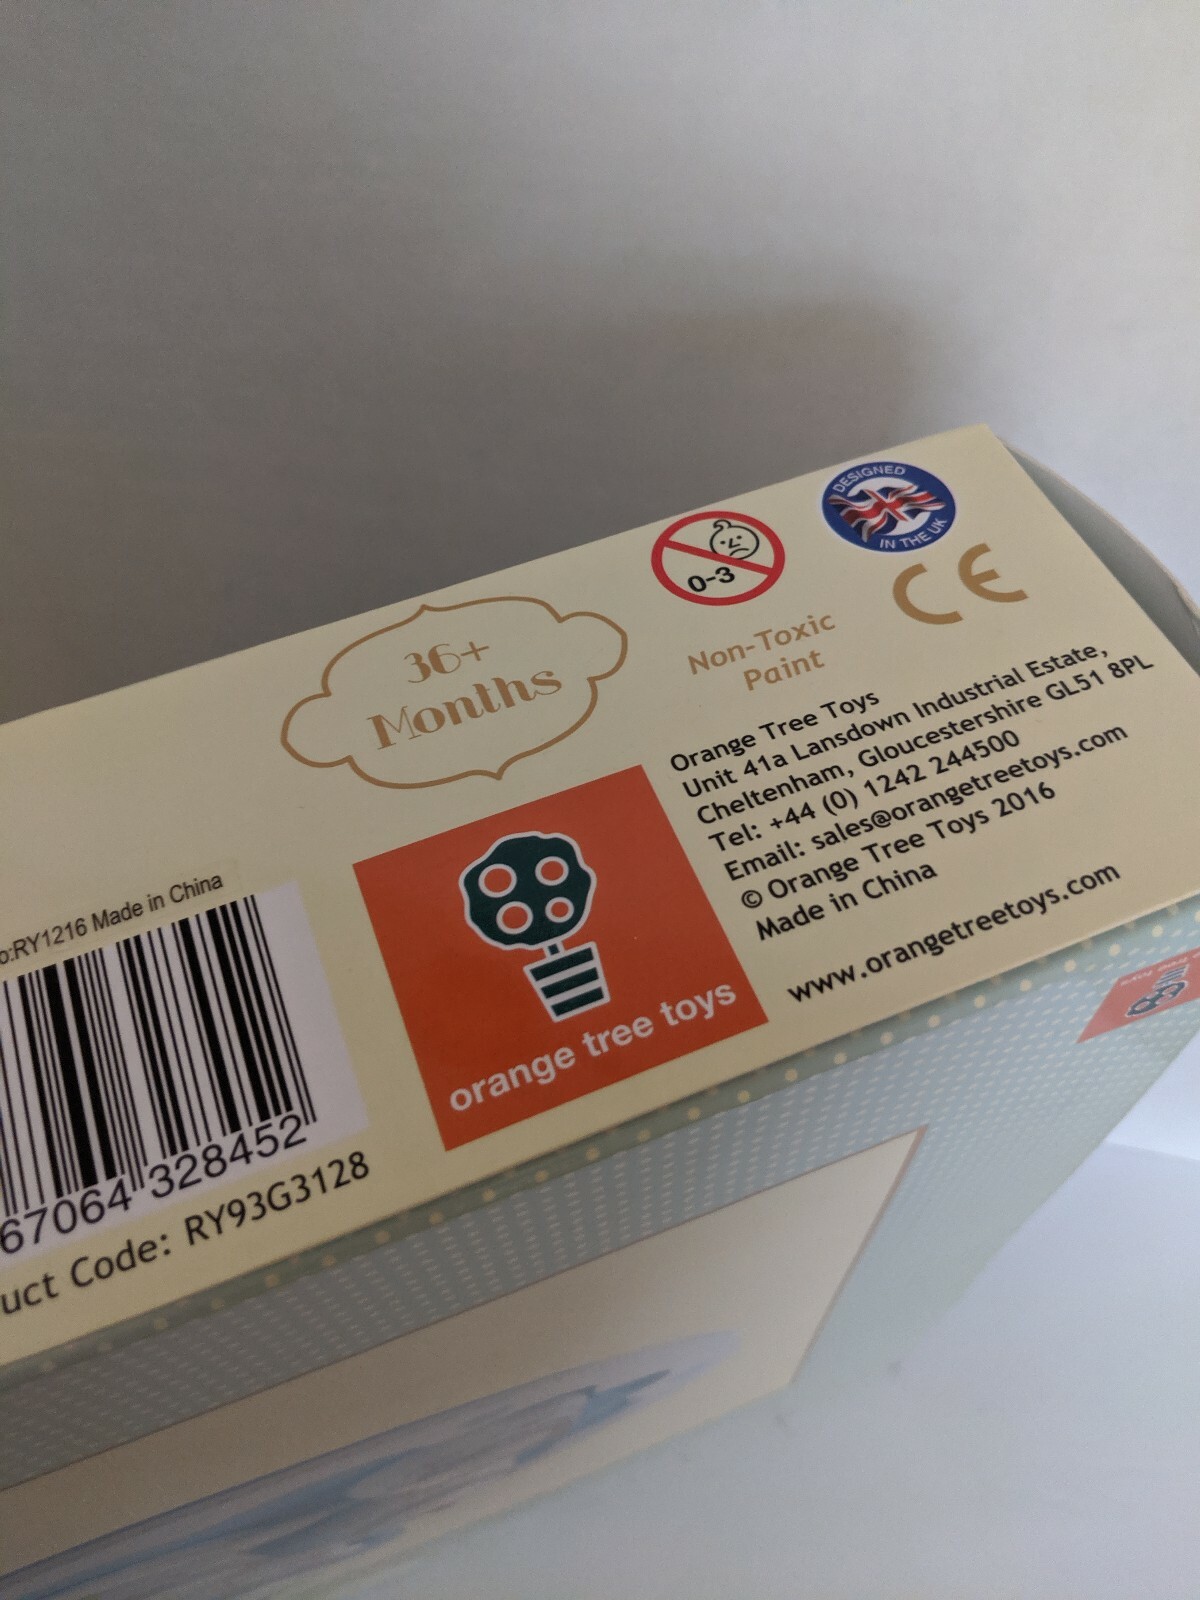 DESIGNED
IN THE UK
0-3
CE
36+
Months
Non-Toxic
Paint
Orange Tree Toys
Unit 41a Lansdown Industrial Estate,
Cheltenham, Gloucestershire GL51 8PL
Tel: +44 (0) 1242 244500
Email: sales@orangetreetoys.com
© Orange Tree Toys 2016
Made in China
www.orangetreetoys.com
orange tree toys
o:RY1216 Made in China
67064 328452
uct Code: RY93G3128
tree toys